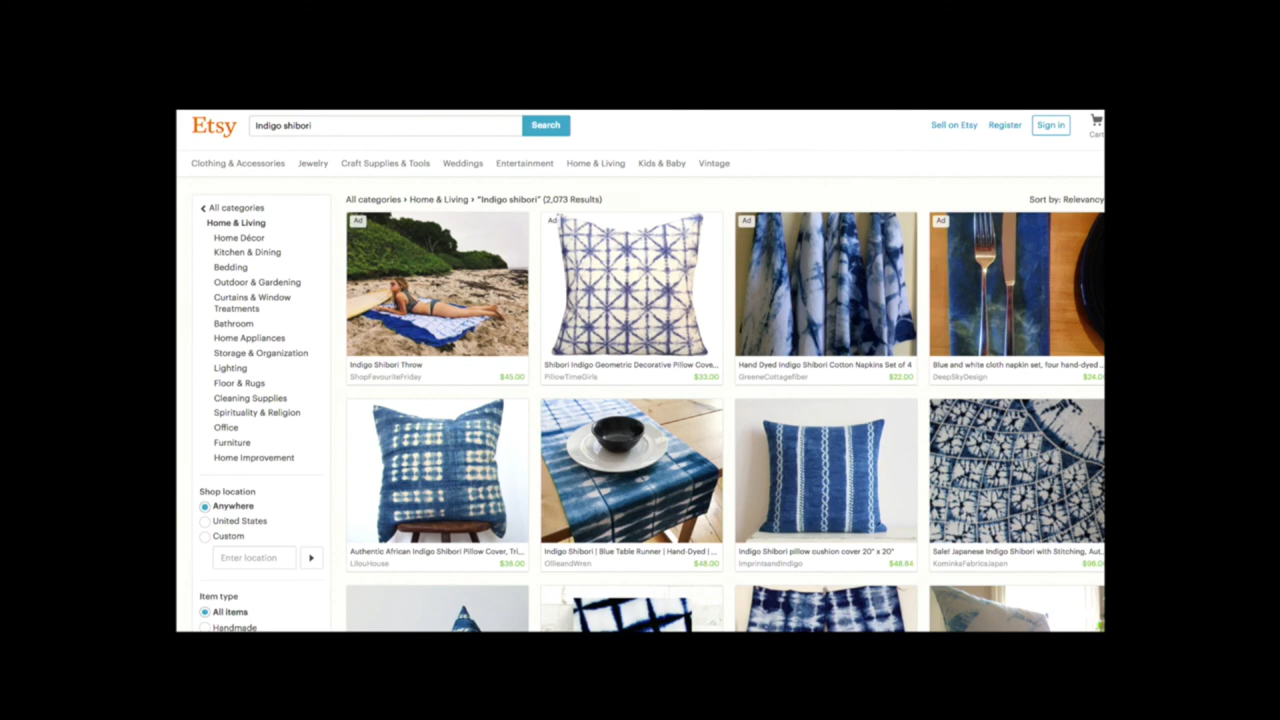 Etsy
Indigo shibori
Search
Sell on Etsy
Register
Sign in
Cart
Clothing & Accessories
Jewelry
Craft Supplies & Tools
Weddings
Entertainment
Home & Living
Kids & Baby
Vintage
All categories
Home & Living
Home Décor
Kitchen & Dining
Bedding
Outdoor & Gardening
Curtains & Window
Treatments
Bathroom
Home Appliances
Storage & Organization
Lighting
Floor & Rugs
Cleaning Supplies
Spirituality & Religion
Office
Furniture
Home Improvement
Shop location
Anywhere
United States
Custom
Enter location
Item type
All items
Handmade
All categories › Home & Living › "Indigo shibori" (2,073 Results)
Sort by: Relevancy
Ad
Indigo Shibori Throw
ShopFavouriteFriday $45.00
Ad
Shibori Indigo Geometric Decorative Pillow Cove...
PillowTimeGirls $33.00
Ad
Hand Dyed Indigo Shibori Cotton Napkins Set of 4
GreeneCottagefiber $22.00
Ad
Blue and white cloth napkin set, four hand-dyed...
DeepSkyDesign $24.0
Authentic African Indigo Shibori Pillow Cover, Tri...
LilouHouse $38.00
Indigo Shibori | Blue Table Runner | Hand-Dyed | ...
OllieandWren $48.00
Indigo Shibori pillow cushion cover 20" x 20"
Imprintsandindigo $48.84
Sale! Japanese Indigo Shibori with Stitching, Aut...
KominkaFabricsJapan $96.0